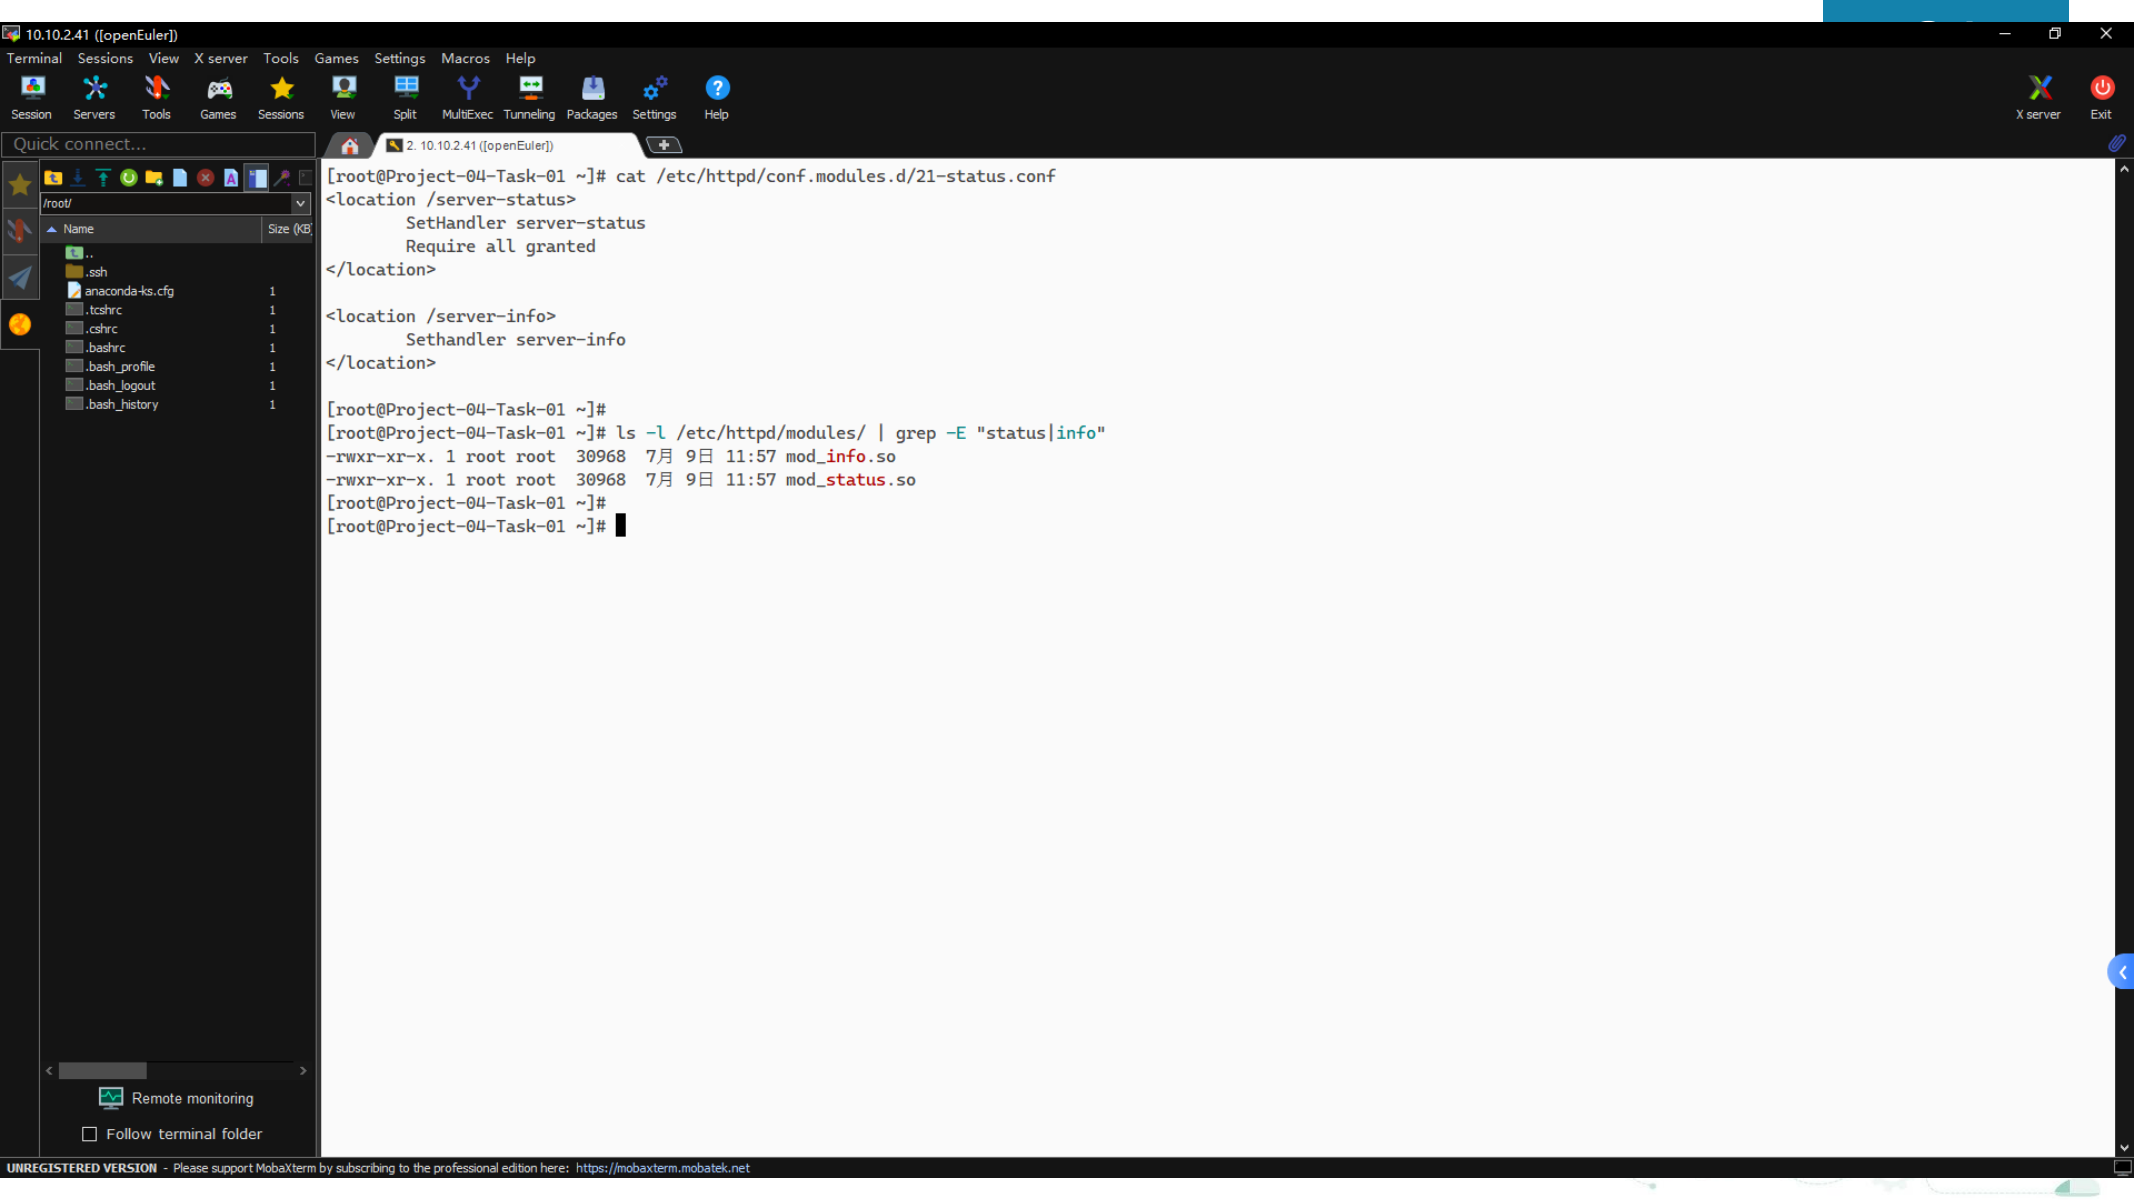 10.10.2.41 ([openEuler])
Terminal Sessions View X server Tools Games Settings Macros Help
Session Servers Tools Games Sessions View Split MultiExec Tunneling Packages Settings Help X server Exit
Quick connect...
2. 10.10.2.41 ([openEuler])
/root/
Name Size (KB)
..
.ssh
anaconda-ks.cfg 1
.tcshrc 1
.cshrc 1
.bashrc 1
.bash_profile 1
.bash_logout 1
.bash_history 1
Remote monitoring
Follow terminal folder
[root@Project-04-Task-01 ~]# cat /etc/httpd/conf.modules.d/21-status.conf
<location /server-status>
        SetHandler server-status
        Require all granted
</location>
<location /server-info>
        Sethandler server-info
</location>
[root@Project-04-Task-01 ~]#
[root@Project-04-Task-01 ~]# ls -l /etc/httpd/modules/ | grep -E "status|info"
-rwxr-xr-x. 1 root root  30968  7月  9日 11:57 mod_info.so
-rwxr-xr-x. 1 root root  30968  7月  9日 11:57 mod_status.so
[root@Project-04-Task-01 ~]#
[root@Project-04-Task-01 ~]#
UNREGISTERED VERSION - Please support MobaXterm by subscribing to the professional edition here: https://mobaxterm.mobatek.net